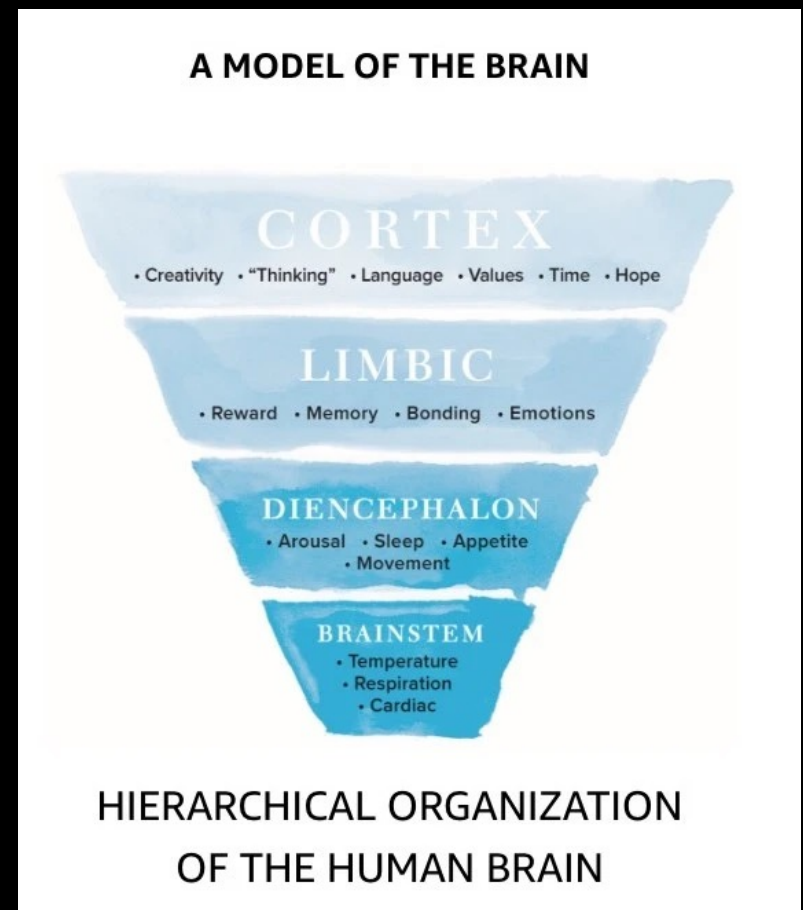 A MODEL OF THE BRAIN
CORTEX
• Creativity • “Thinking” • Language • Values • Time • Hope
LIMBIC
• Reward • Memory • Bonding • Emotions
DIENCEPHALON
• Arousal • Sleep • Appetite
• Movement
BRAINSTEM
• Temperature
• Respiration
• Cardiac
HIERARCHICAL ORGANIZATION
OF THE HUMAN BRAIN